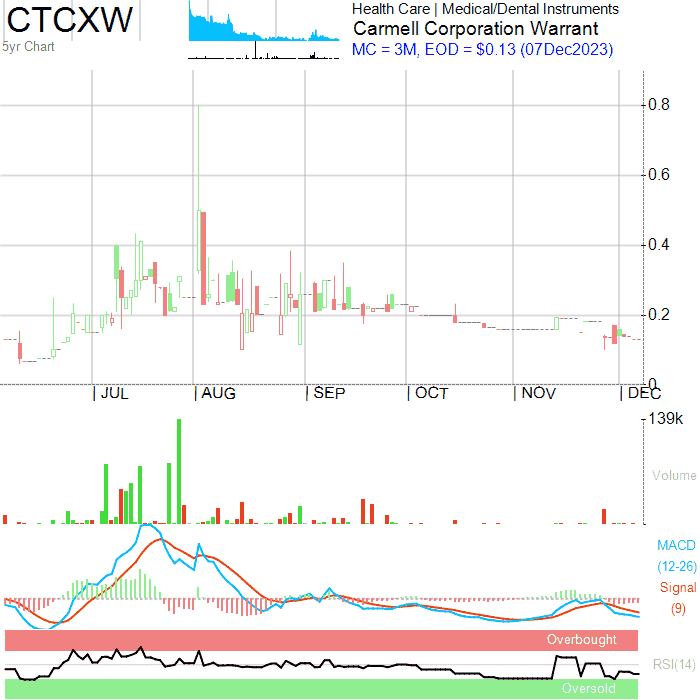 CTCXW
5yr Chart
Health Care | Medical/Dental Instruments
Carmell Corporation Warrant
MC = 3M, EOD = $0.13 (07Dec2023)
0.8
0.6
0.4
0.2
0
| JUL | AUG | SEP | OCT | NOV | DEC
139k
Volume
MACD
(12-26)
Signal
(9)
Overbought
RSI(14)
Oversold